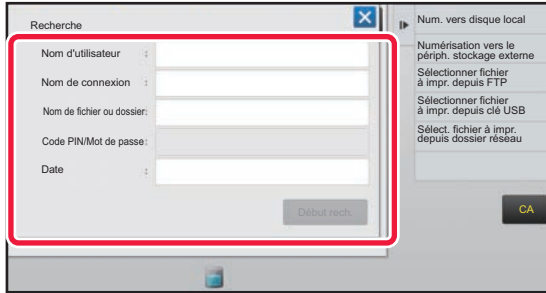 Recherche
Nom d'utilisateur :
Nom de connexion :
Nom de fichier ou dossier:
Code PIN/Mot de passe:
Date :
Début rech.
Num. vers disque local
Numérisation vers le
périph. stockage externe
Sélectionner fichier
à impr. depuis FTP
Sélectionner fichier
à impr. depuis clé USB
Sélect. fichier à impr.
depuis dossier réseau
CA